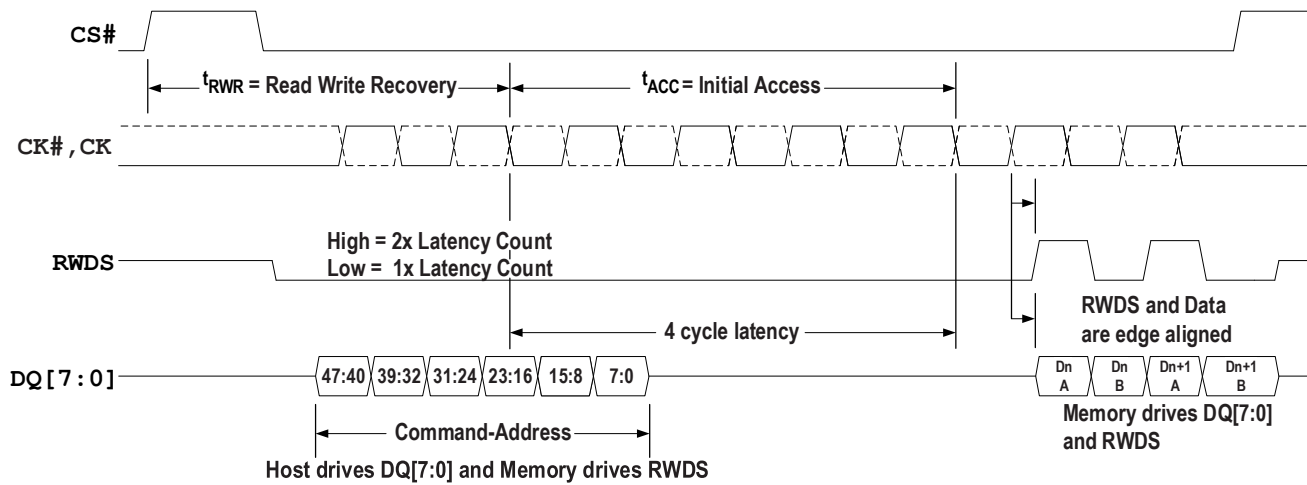 CS#
tRWR = Read Write Recovery
tACC = Initial Access
CK#,CK
High = 2x Latency Count
Low = 1x Latency Count
RWDS
RWDS and Data
are edge aligned
4 cycle latency
DQ[7:0]
47:40 39:32 31:24 23:16 15:8 7:0
Dn Dn Dn+1 Dn+1
A B A B
Command-Address
Memory drives DQ[7:0]
and RWDS
Host drives DQ[7:0] and Memory drives RWDS